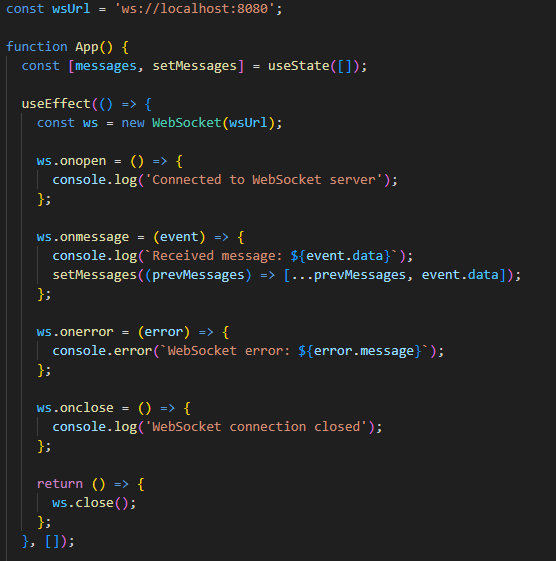 const wsUrl = 'ws://localhost:8080';
function App() {
const [messages, setMessages] = useState([]);
useEffect(() => {
const ws = new WebSocket(wsUrl);
ws.onopen = () => {
console.log('Connected to WebSocket server');
};
ws.onmessage = (event) => {
console.log(`Received message: ${event.data}`);
setMessages((prevMessages) => [...prevMessages, event.data]);
};
ws.onerror = (error) => {
console.error(`WebSocket error: ${error.message}`);
};
ws.onclose = () => {
console.log('WebSocket connection closed');
};
return () => {
ws.close();
};
}, []);